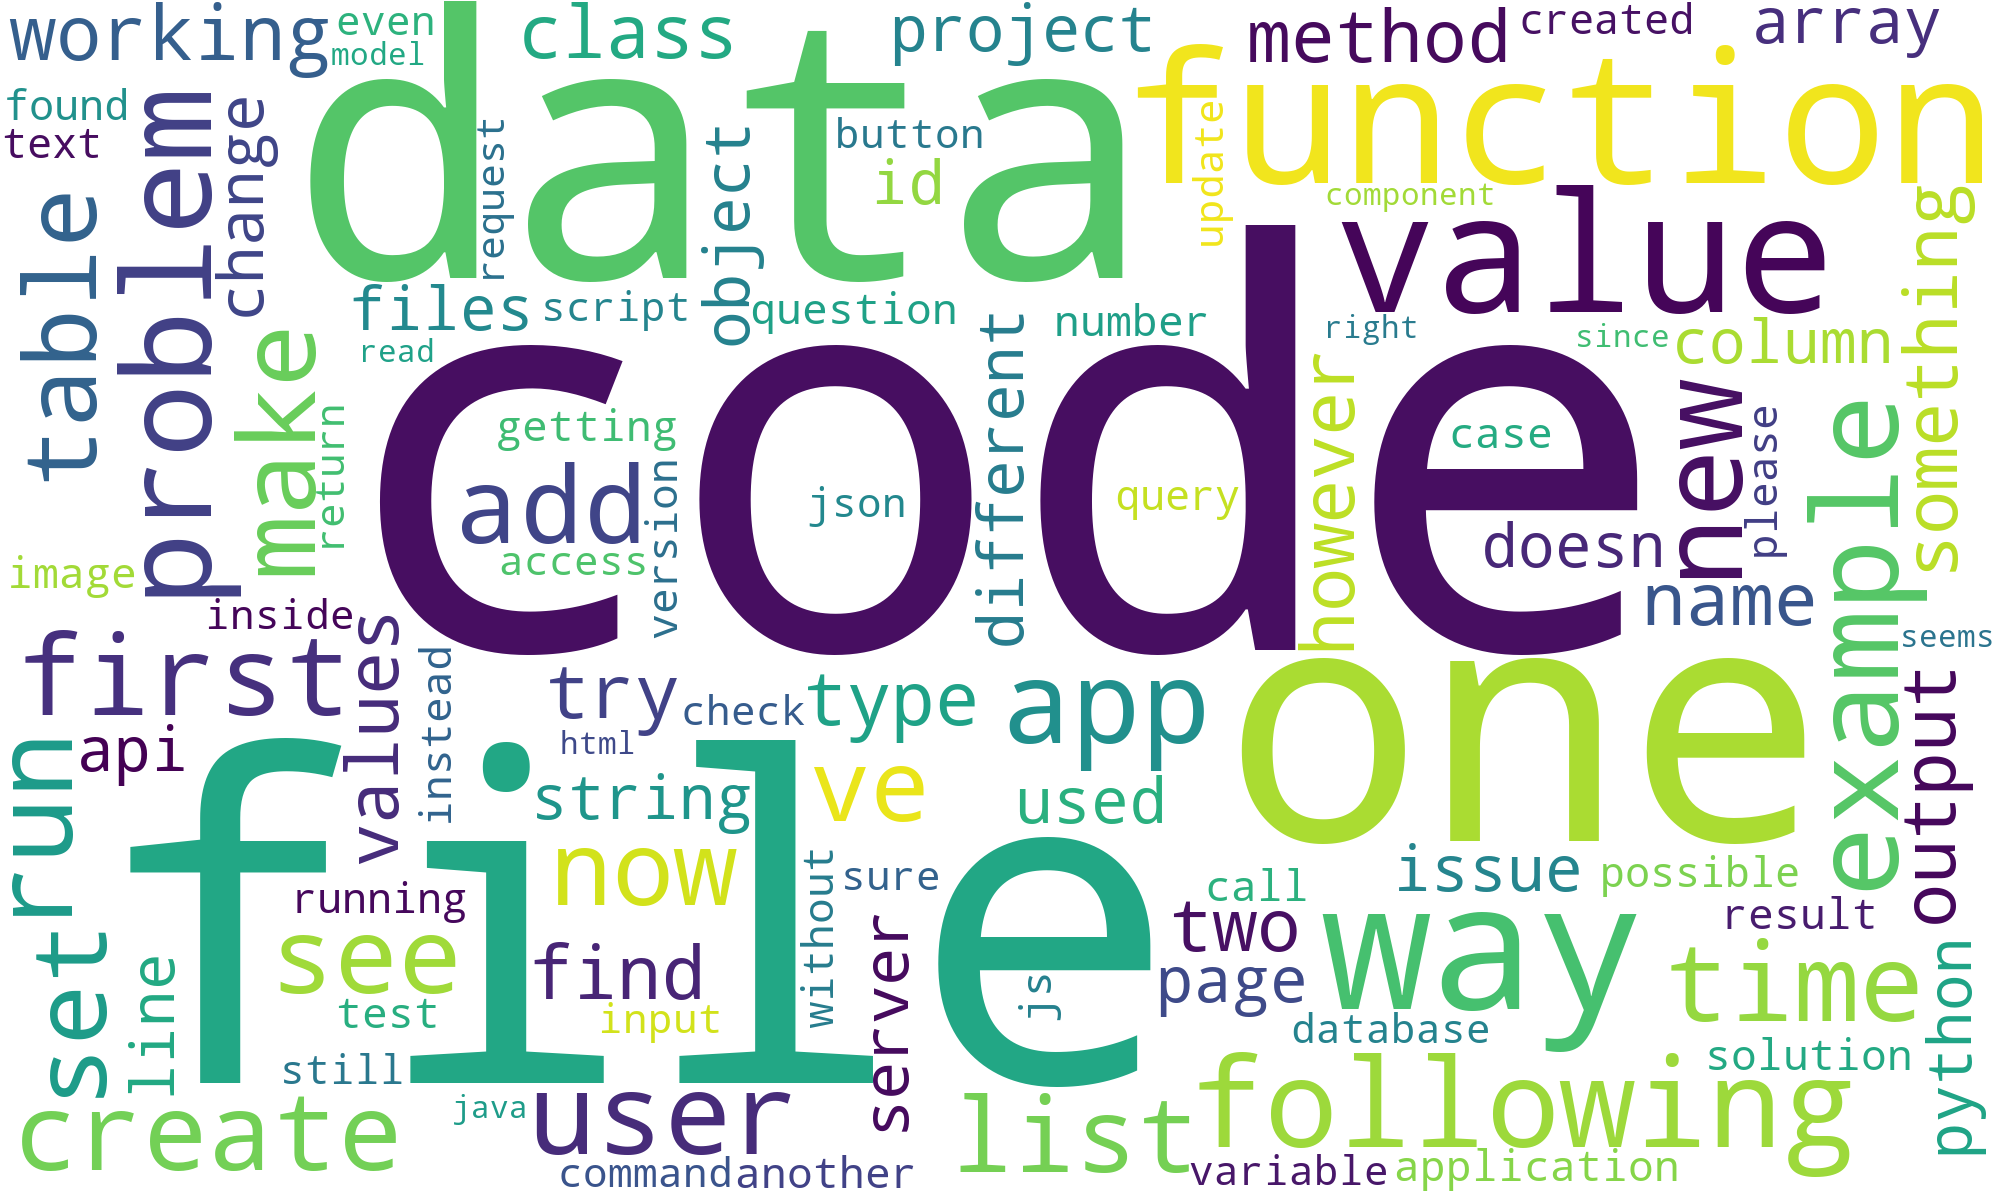 working
even
model
class
project
method
created
array
data
function
found
text
problem
change
request
object
button
id
update
component
value
something
table
files
script
question
number
right
since
column
read
make
return
code
getting
add
access
version
json
different
query
however
case
doesn
new
please
example
image
inside
name
seems
first
values
instead
try
check
type
app
one
output
api
html
run
file
string
ve
used
now
without
sure
issue
possible
call
running
see
find
server
two
way
result
set
line
test
input
js
page
database
time
python
still
solution
create
java
user
list
following
command
another
variable
application